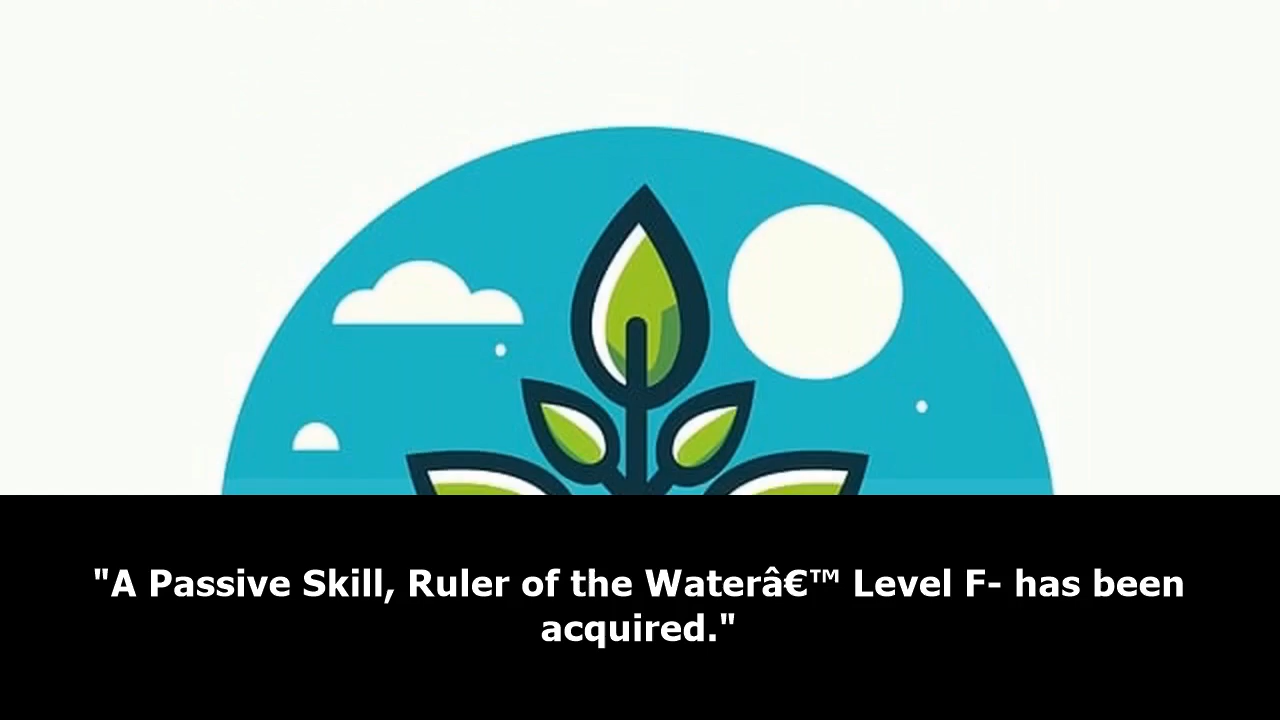 "A Passive Skill, Ruler of the Waterâ€™ Level F- has been
acquired."